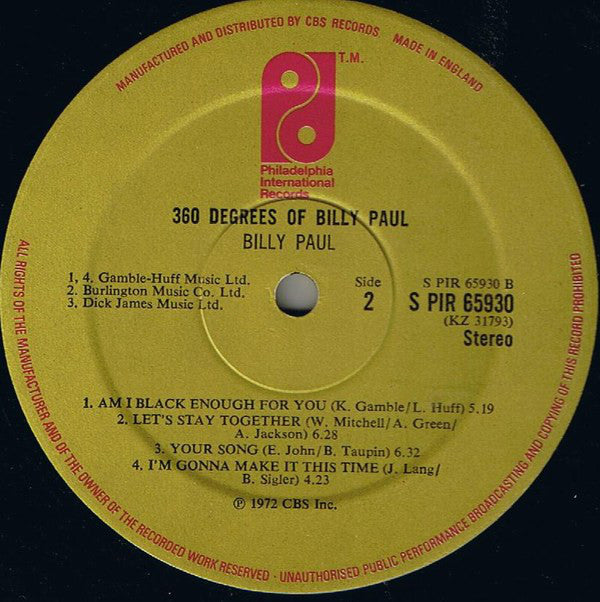 MANUFACTURED AND DISTRIBUTED BY CBS RECORDS. MADE IN ENGLAND
T.M.
Philadelphia
International
Records
360 DEGREES OF BILLY PAUL
BILLY PAUL
1, 4. Gamble-Huff Music Ltd.
2, Burlington Music Co. Ltd.
3, Dick James Music Ltd.
Side
2
S PIR 65930 B
S PIR 65930
(KZ 31793)
Stereo
1. AM I BLACK ENOUGH FOR YOU (K. Gamble/L. Huff) 5.19
2. LET'S STAY TOGETHER (W. Mitchell/A. Green/
A. Jackson) 6.28
3. YOUR SONG (E. John/B. Taupin) 6.32
4. I'M GONNA MAKE IT THIS TIME (J. Lang/
B. Sigler) 4.23
℗ 1972 CBS Inc.
ALL RIGHTS OF THE MANUFACTURER AND OF THE OWNER OF THE RECORDED WORK RESERVED · UNAUTHORISED PUBLIC PERFORMANCE BROADCASTING AND COPYING OF THIS RECORD PROHIBITED